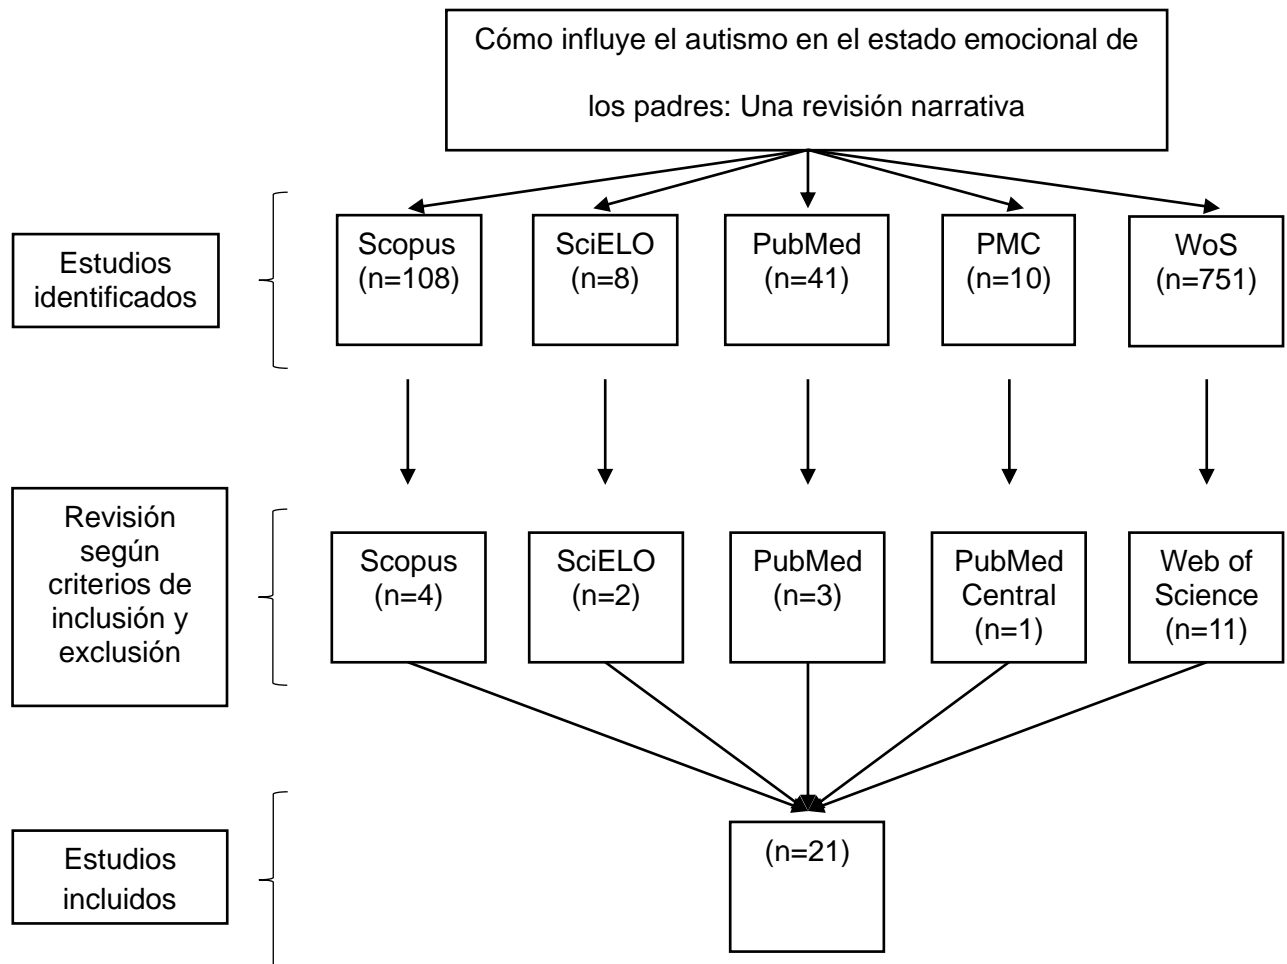 Cómo influye el autismo en el estado emocional de
los padres: Una revisión narrativa
Estudios
identificados
Scopus
(n=108)
SciELO
(n=8)
PubMed
(n=41)
PMC
(n=10)
WoS
(n=751)
Revisión
según
criterios de
inclusión y
exclusión
Scopus
(n=4)
SciELO
(n=2)
PubMed
(n=3)
PubMed
Central
(n=1)
Web of
Science
(n=11)
Estudios
incluidos
(n=21)